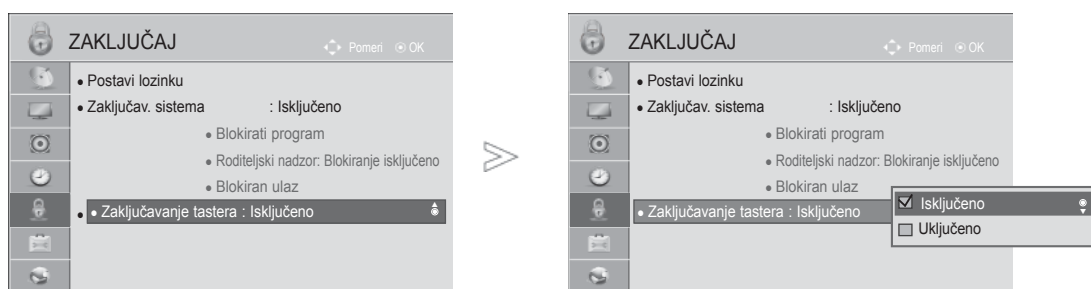 ZAKLJUČAJ
Pomeri OK
• Postavi lozinku
• Zaključav. sistema : Isključeno
• Blokirati program
• Roditeljski nadzor: Blokiranje isključeno
• Blokiran ulaz
• • Zaključavanje tastera : Isključeno
ZAKLJUČAJ
Pomeri OK
• Postavi lozinku
• Zaključav. sistema : Isključeno
• Blokirati program
• Roditeljski nadzor: Blokiranje isključeno
• Blokiran ulaz
• Zaključavanje tastera : Isključeno
Isključeno
Uključeno